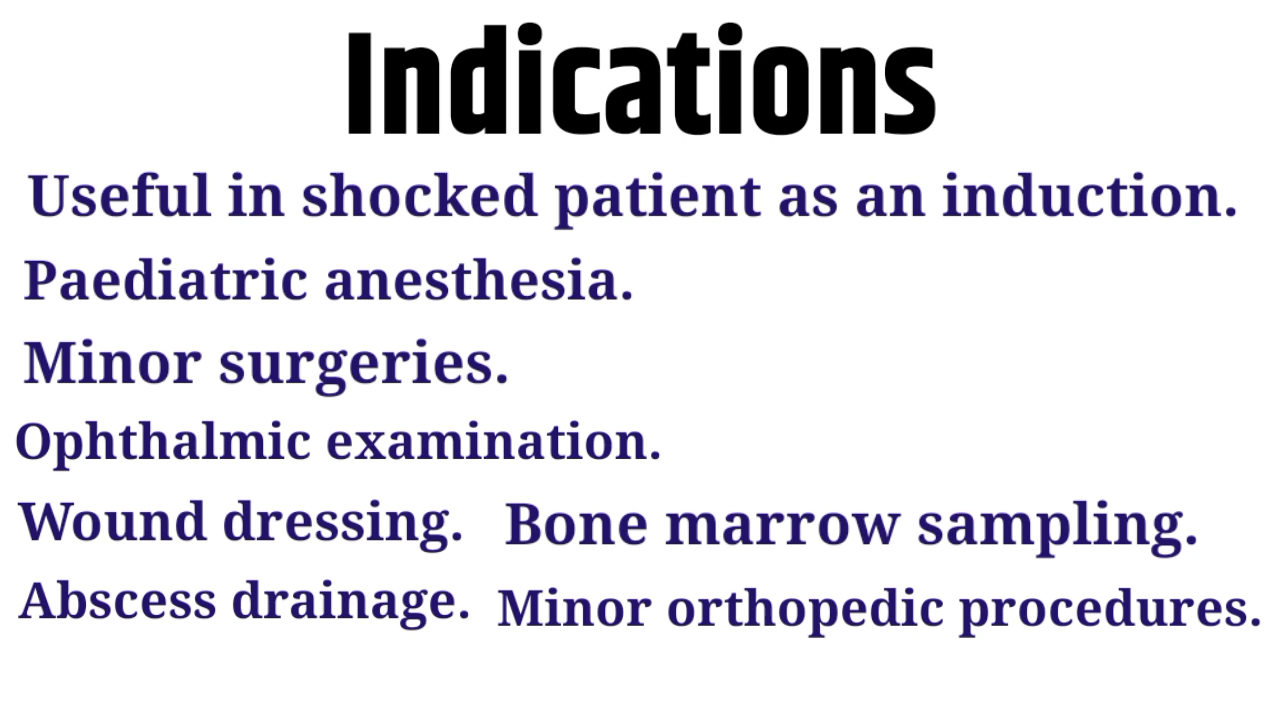 Indications
Useful in shocked patient as an induction.
Paediatric anesthesia.
Minor surgeries.
Ophthalmic examination.
Wound dressing. Bone marrow sampling.
Abscess drainage. Minor orthopedic procedures.